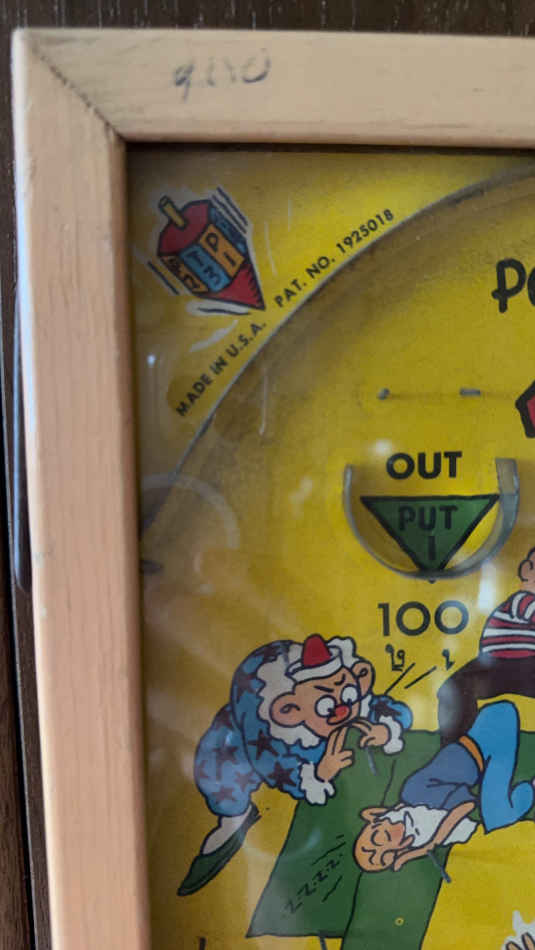 MADE IN U.S.A. PAT. NO. 1925018
OUT
PUT
1
100
Z-Z-Z-Z